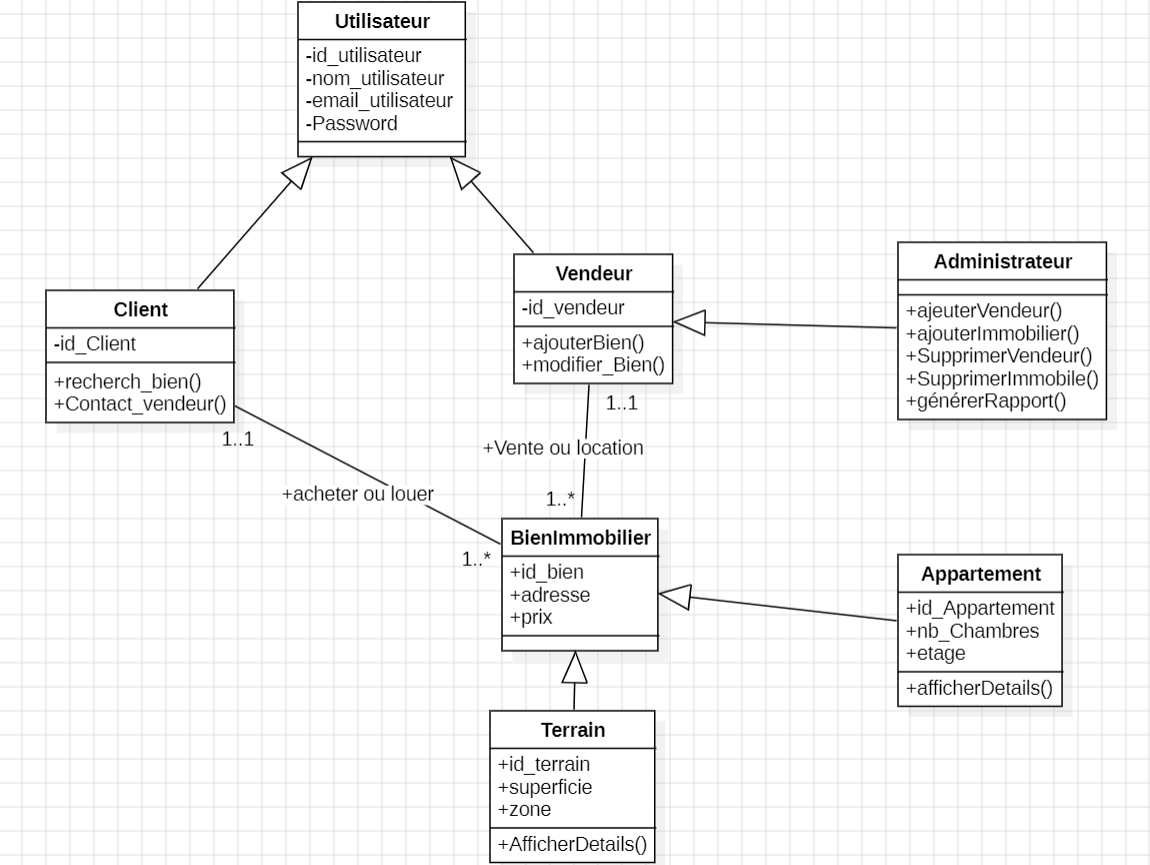 Utilisateur
-id_utilisateur
-nom_utilisateur
-email_utilisateur
-Password
Client
-id_Client
+recherch_bien()
+Contact_vendeur()
Vendeur
-id_vendeur
+ajouterBien()
+modifier_Bien()
Administrateur
+ajeuterVendeur()
+ajouterImmobilier()
+SupprimerVendeur()
+SupprimerImmobile()
+générerRapport()
1..1
+Vente ou location
1..*
1..1
+acheter ou louer
1..*
BienImmobilier
+id_bien
+adresse
+prix
Appartement
+id_Appartement
+nb_Chambres
+etage
+afficherDetails()
Terrain
+id_terrain
+superficie
+zone
+AfficherDetails()